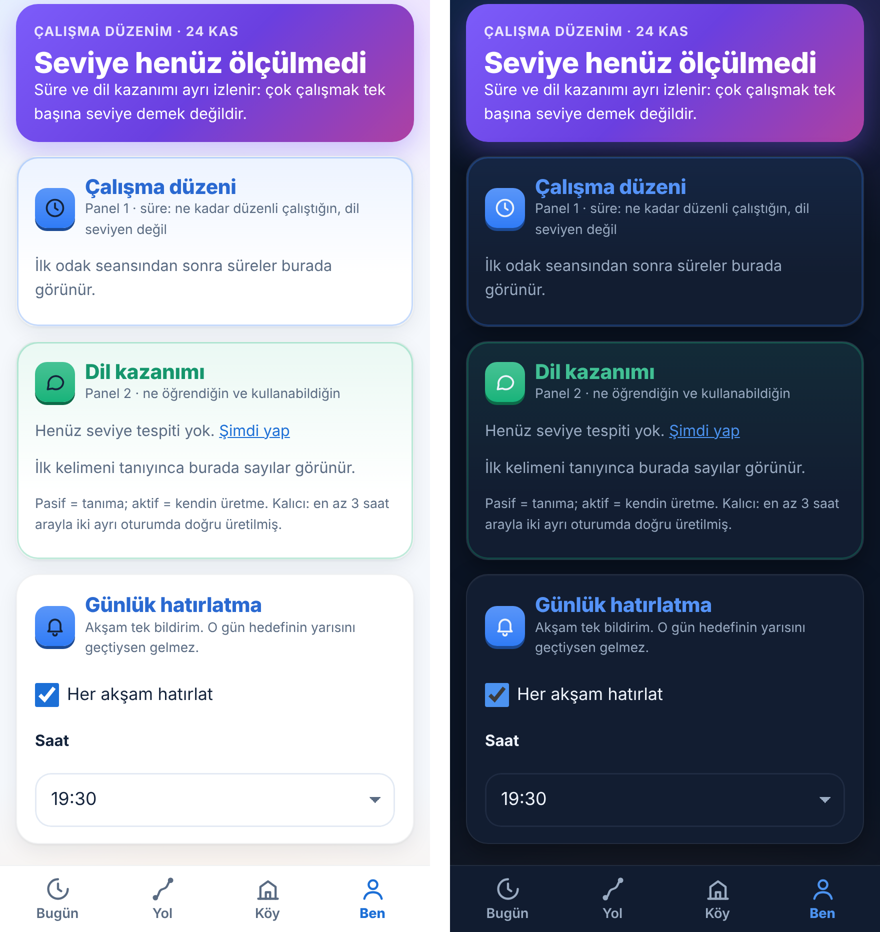 ÇALIŞMA DÜZENİM · 24 KAS
Seviye henüz ölçülmedi
Süre ve dil kazanımı ayrı izlenir: çok çalışmak tek
başına seviye demek değildir.
Çalışma düzeni
Panel 1 · süre: ne kadar düzenli çalıştığın, dil
seviyen değil
İlk odak seansından sonra süreler burada
görünür.
Dil kazanımı
Panel 2 · ne öğrendiğin ve kullanabildiğin
Henüz seviye tespiti yok. Şimdi yap
İlk kelimeni tanıyınca burada sayılar görünür.
Pasif = tanıma; aktif = kendin üretme. Kalıcı: en az 3 saat
arayla iki ayrı oturumda doğru üretilmiş.
Günlük hatırlatma
Akşam tek bildirim. O gün hedefinin yarısını
geçtiysen gelmez.
Her akşam hatırlat
Saat
19:30
Bugün Yol Köy Ben
ÇALIŞMA DÜZENİM · 24 KAS
Seviye henüz ölçülmedi
Süre ve dil kazanımı ayrı izlenir: çok çalışmak tek
başına seviye demek değildir.
Çalışma düzeni
Panel 1 · süre: ne kadar düzenli çalıştığın, dil
seviyen değil
İlk odak seansından sonra süreler burada
görünür.
Dil kazanımı
Panel 2 · ne öğrendiğin ve kullanabildiğin
Henüz seviye tespiti yok. Şimdi yap
İlk kelimeni tanıyınca burada sayılar görünür.
Pasif = tanıma; aktif = kendin üretme. Kalıcı: en az 3 saat
arayla iki ayrı oturumda doğru üretilmiş.
Günlük hatırlatma
Akşam tek bildirim. O gün hedefinin yarısını
geçtiysen gelmez.
Her akşam hatırlat
Saat
19:30
Bugün Yol Köy Ben